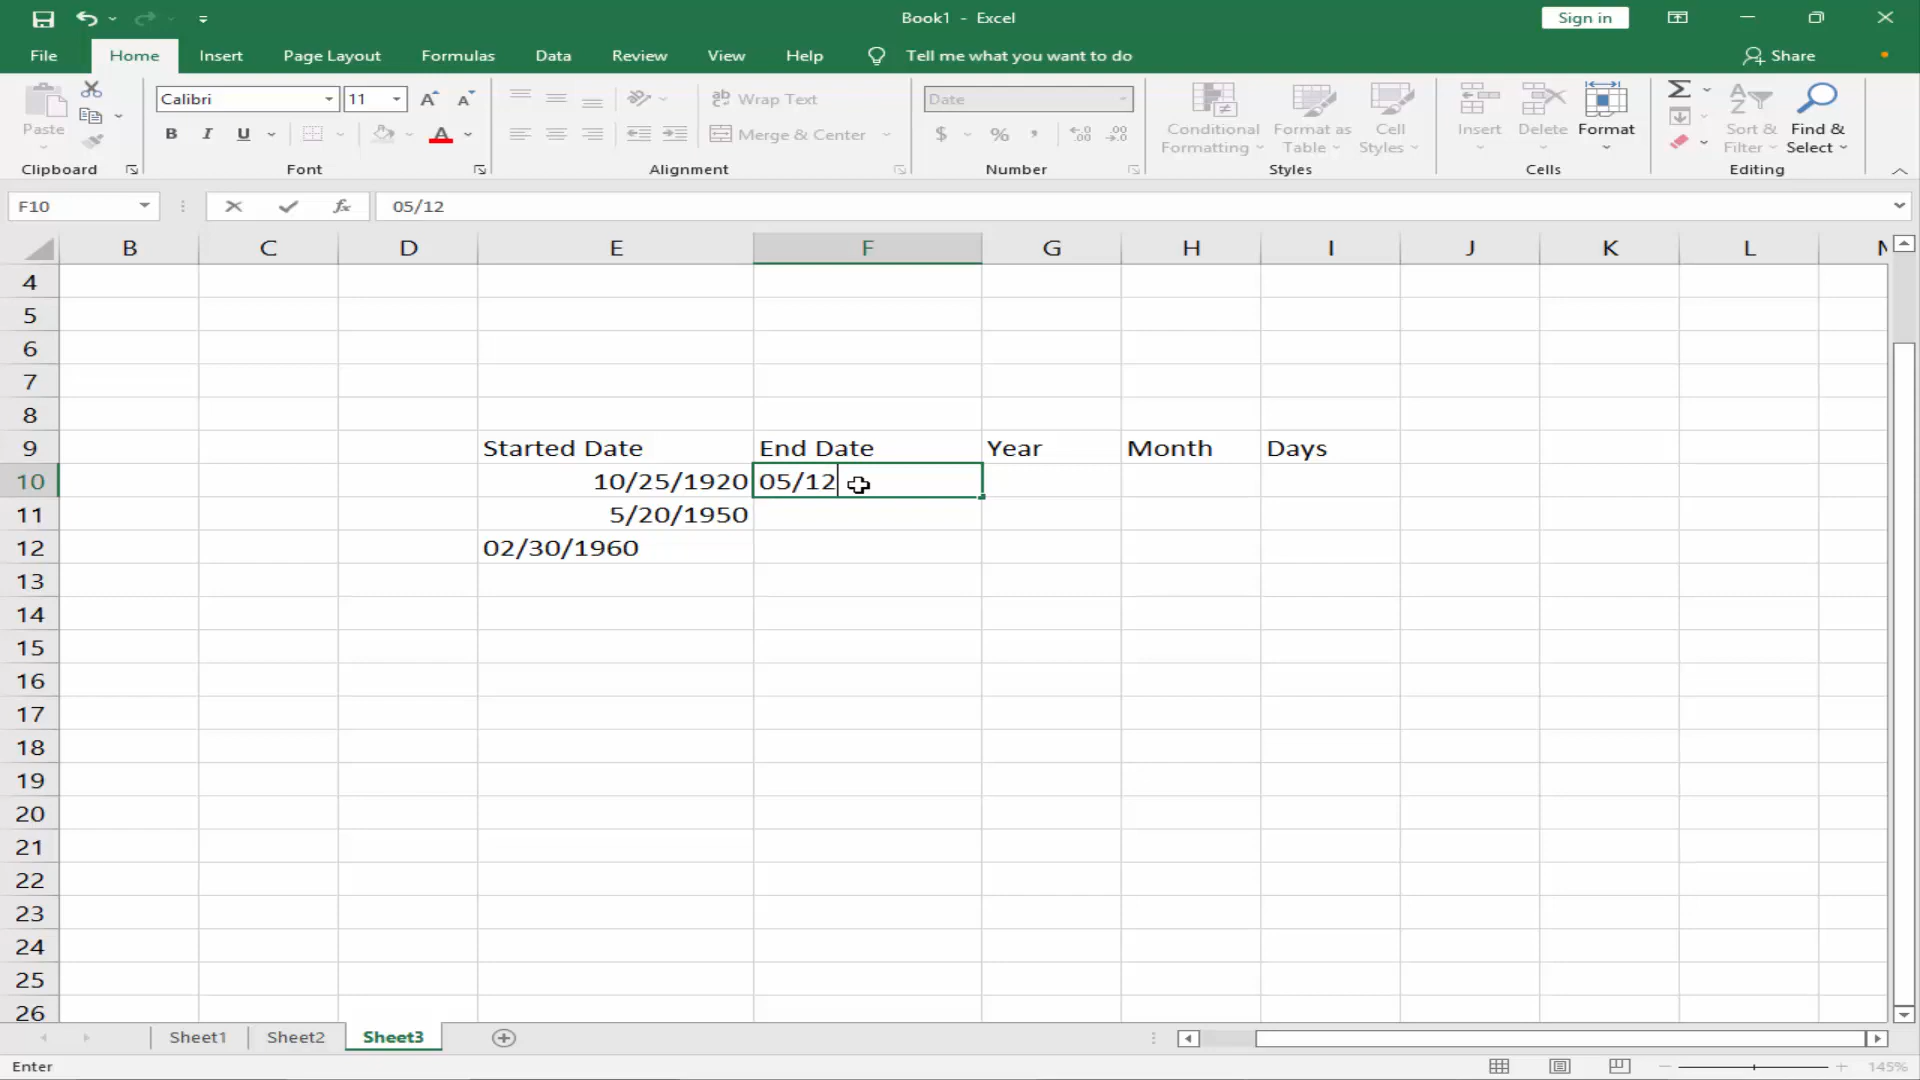 Book1 - Excel
Sign in
File Home Insert Page Layout Formulas Data Review View Help Tell me what you want to do Share
Calibri 11 Wrap Text Date
Paste B I U Merge & Center $ % , Conditional Formatting Format as Table Cell Styles Insert Delete Format Sort & Filter Find & Select
Clipboard Font Alignment Number Styles Cells Editing
F10 fx 05/12
B C D E F G H I J K L
4
5
6
7
8
9 Started Date End Date Year Month Days
10 10/25/1920 05/12
11 5/20/1950
12 02/30/1960
13
14
15
16
17
18
19
20
21
22
23
24
25
26
Sheet1 Sheet2 Sheet3
Enter 145%